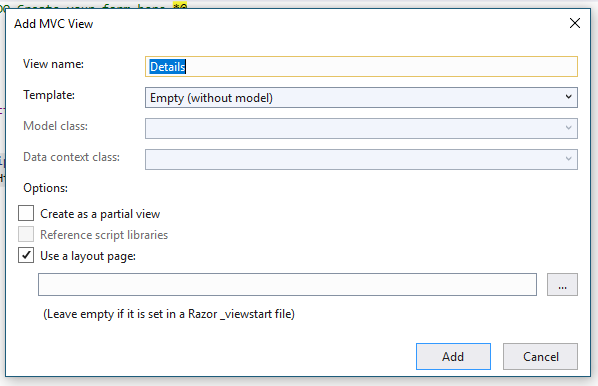 Create your form here *@
Add MVC View
View name:
Details
Template:
Empty (without model)
Model class:
Data context class:
Options:
Create as a partial view
Reference script libraries
Use a layout page:
...
(Leave empty if it is set in a Razor _viewstart file)
Add
Cancel